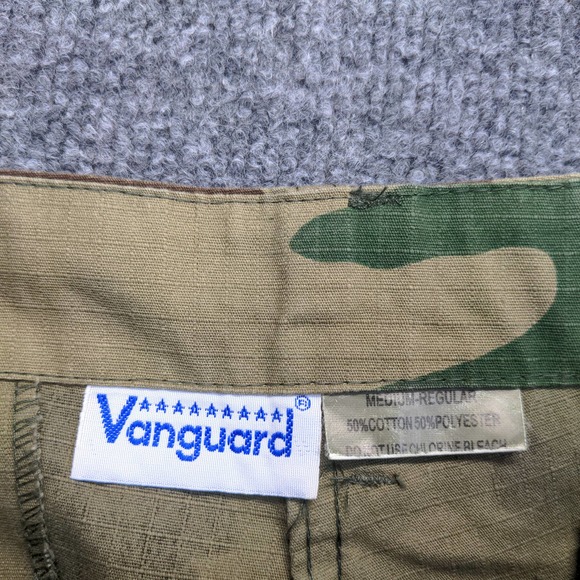 Vanguard®
MEDIUM-REGULAR
50%COTTON 50%POLYESTER
DO NOT USE CHLORINE BLEACH